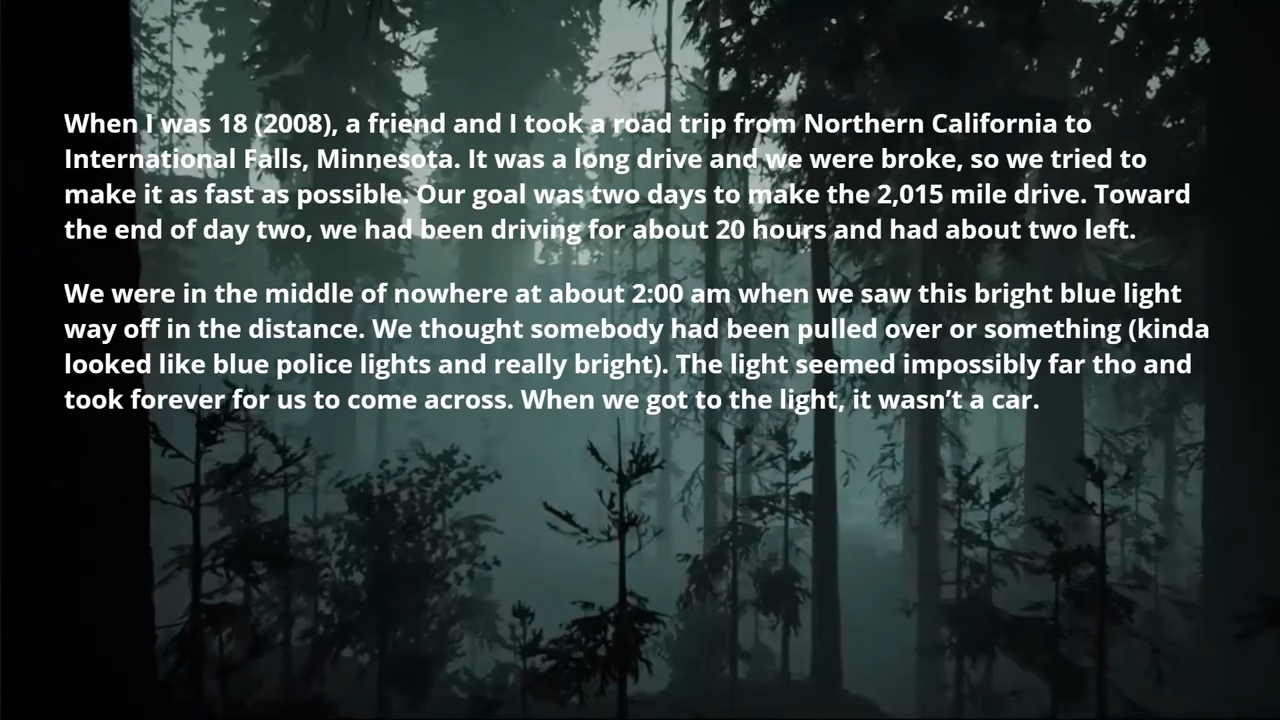 When I was 18 (2008), a friend and I took a road trip from Northern California to
International Falls, Minnesota. It was a long drive and we were broke, so we tried to
make it as fast as possible. Our goal was two days to make the 2,015 mile drive. Toward
the end of day two, we had been driving for about 20 hours and had about two left.
We were in the middle of nowhere at about 2:00 am when we saw this bright blue light
way off in the distance. We thought somebody had been pulled over or something (kinda
looked like blue police lights and really bright). The light seemed impossibly far tho and
took forever for us to come across. When we got to the light, it wasn’t a car.